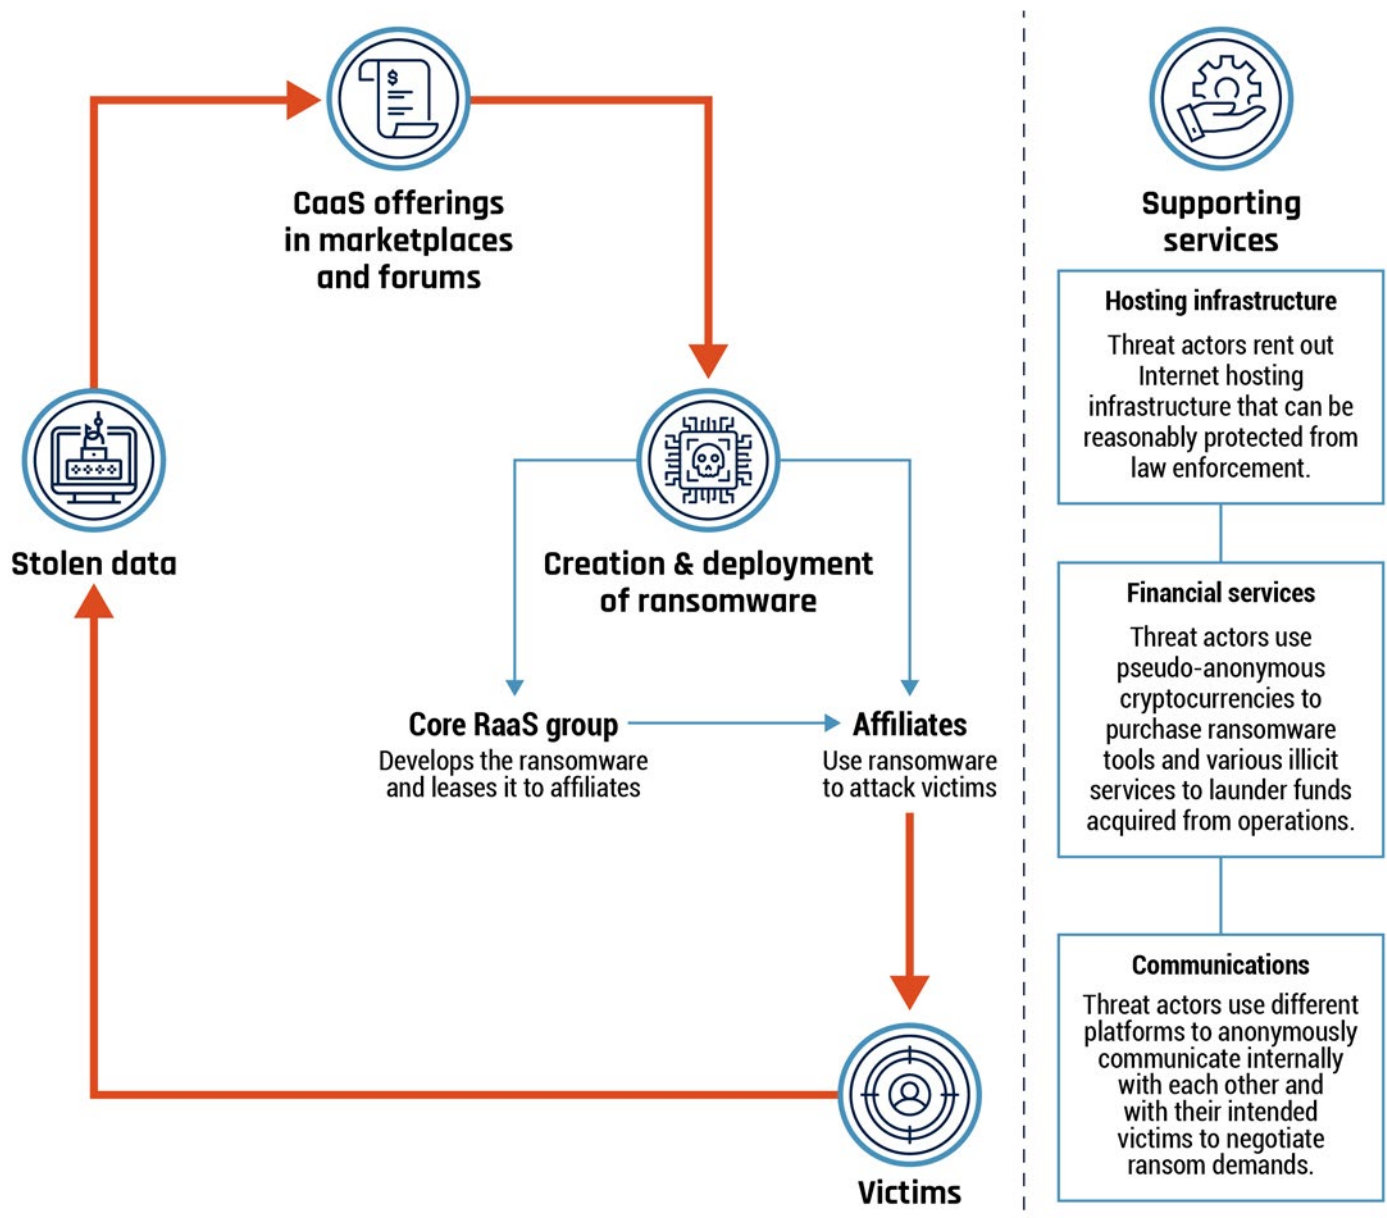 CaaS offerings
in marketplaces
and forums
$
Stolen data
Creation & deployment
of ransomware
Core RaaS group
Develops the ransomware
and leases it to affiliates
Affiliates
Use ransomware
to attack victims
Victims
Supporting
services
Hosting infrastructure
Threat actors rent out
Internet hosting
infrastructure that can be
reasonably protected from
law enforcement.
Financial services
Threat actors use
pseudo-anonymous
cryptocurrencies to
purchase ransomware
tools and various illicit
services to launder funds
acquired from operations.
Communications
Threat actors use different
platforms to anonymously
communicate internally
with each other and
with their intended
victims to negotiate
ransom demands.